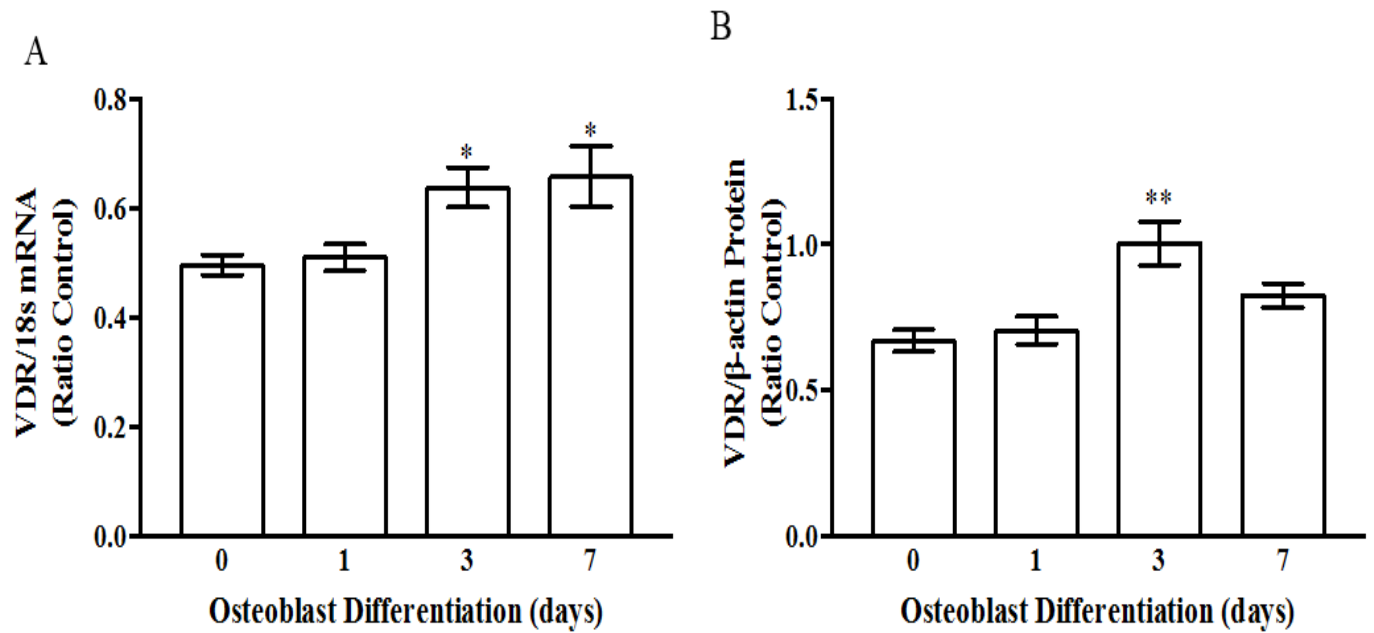 A
VDR/18s mRNA
(Ratio Control)
0.8
0.6
0.4
0.2
0.0
*
*
0 1 3 7
Osteoblast Differentiation (days)
B
VDR/β-actin Protein
(Ratio Control)
1.5
1.0
0.5
0.0
**
0 1 3 7
Osteoblast Differentiation (days)